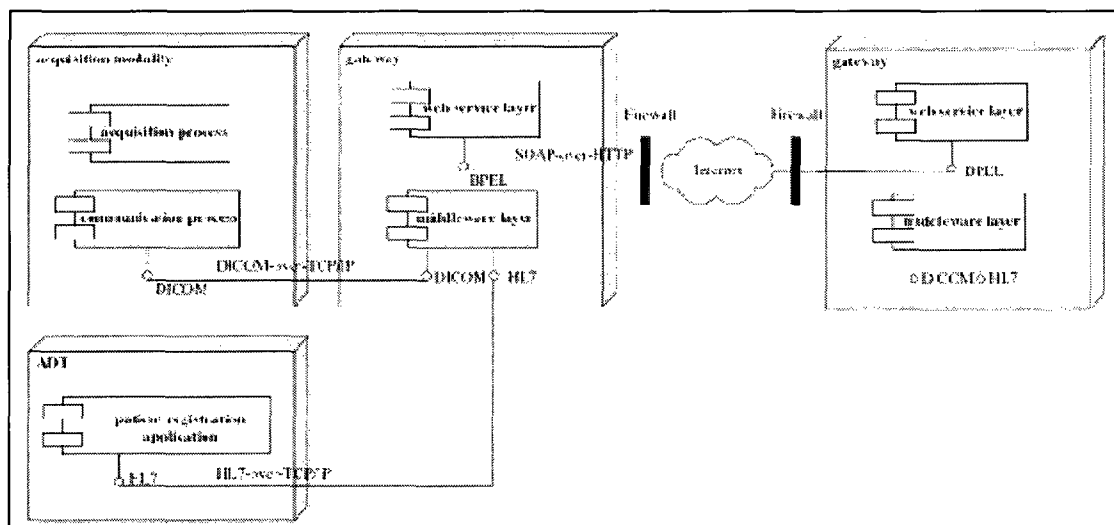 acquisition modality
acquisition process
communication process
DICOM
DICOM-over-TCP/IP
gateway
web service layer
BPEL
SOAP-over-HTTP
middleware layer
DICOM
HL7
Firewall
Internet
Firewall
gateway
web service layer
BPEL
middleware layer
DICOM HL7
ADT
patient registration
application
HL7
HL7-over-TCP/IP